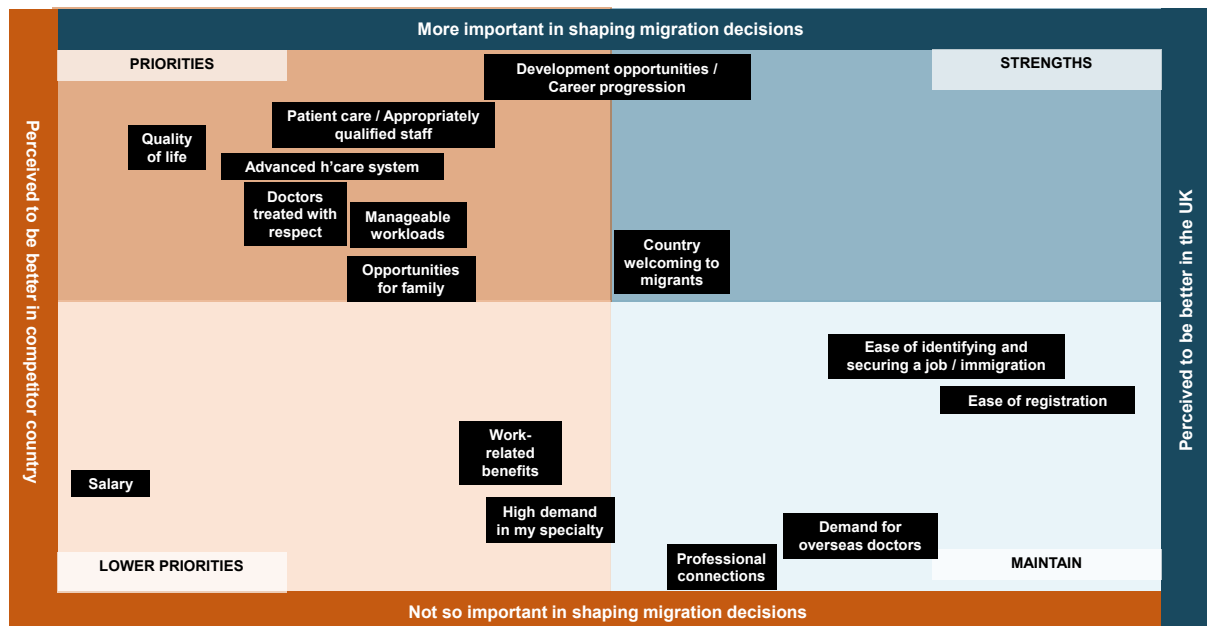 More important in shaping migration decisions
PRIORITIES
STRENGTHS
Development opportunities /
Career progression
Patient care / Appropriately
qualified staff
Quality
of life
Advanced h'care system
Doctors
treated with
respect
Manageable
workloads
Opportunities
for family
Country
welcoming to
migrants
Perceived to be better in competitor country
Perceived to be better in the UK
Ease of identifying and
securing a job / immigration
Ease of registration
Work-
related
benefits
Salary
High demand
in my specialty
Demand for
overseas doctors
Professional
connections
LOWER PRIORITIES
MAINTAIN
Not so important in shaping migration decisions